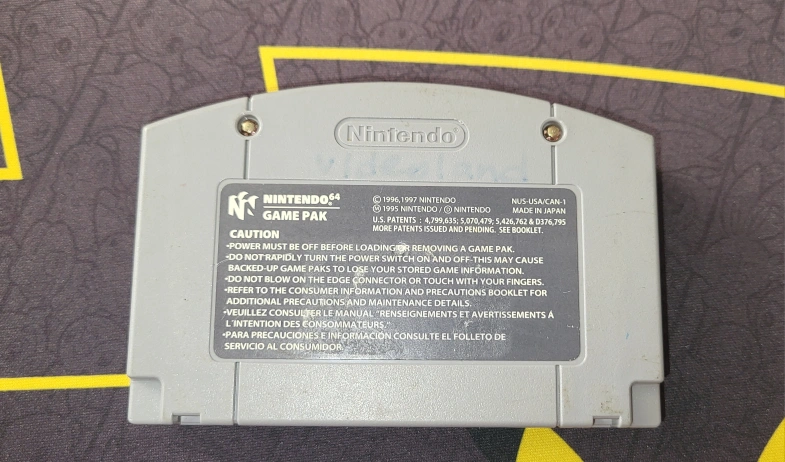 Nintendo
videoland
NINTENDO®64
GAME PAK
© 1996,1997 NINTENDO
Ⓜ 1995 NINTENDO / Ⓓ NINTENDO
NUS-USA/CAN-1
MADE IN JAPAN
U.S. PATENTS : 4,799,635; 5,070,479; 5,426,762 & D376,795
MORE PATENTS ISSUED AND PENDING. SEE BOOKLET.
CAUTION
•POWER MUST BE OFF BEFORE LOADING OR REMOVING A GAME PAK.
•DO NOT RAPIDLY TURN THE POWER SWITCH ON AND OFF THIS MAY CAUSE
BACKED-UP GAME PAKS TO LOSE YOUR STORED GAME INFORMATION.
•DO NOT BLOW ON THE EDGE CONNECTOR OR TOUCH WITH YOUR FINGERS.
•REFER TO THE CONSUMER INFORMATION AND PRECAUTIONS BOOKLET FOR
ADDITIONAL PRECAUTIONS AND MAINTENANCE DETAILS.
•VEUILLEZ CONSULTER LE MANUAL "RENSEIGNEMENTS ET AVERTISSEMENTS À
L'INTENTION DES CONSOMMATEURS."
•PARA PRECAUCIONES E INFORMACIÓN CONSULTE EL FOLLETO DE
SERVICIO AL CONSUMIDOR.